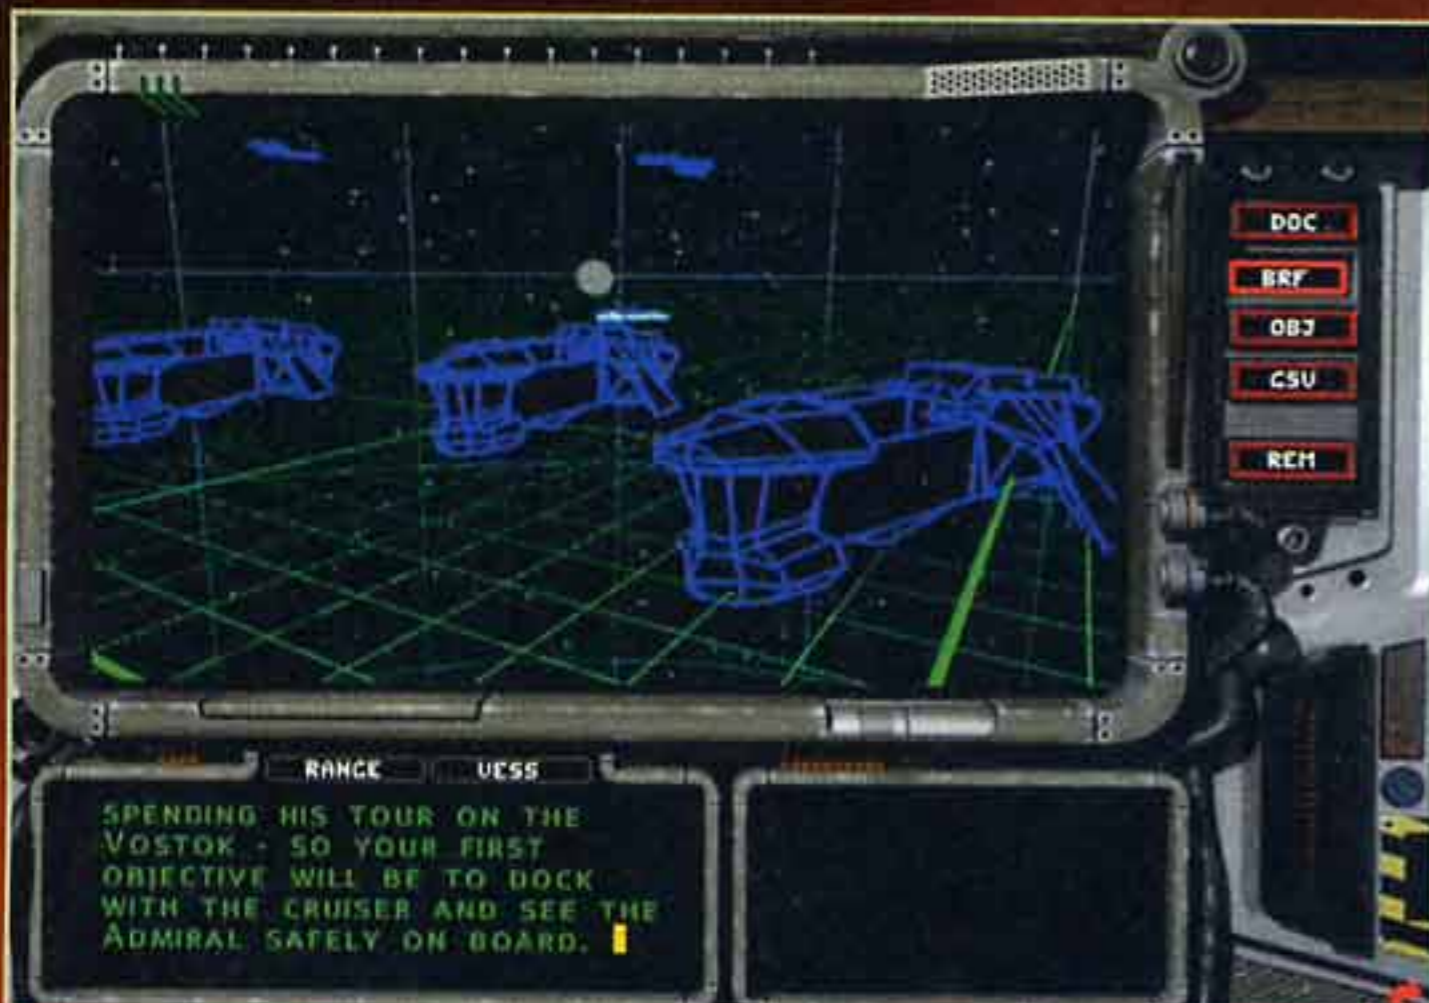 DOC
BRF
OBJ
CSV
REM
RANGE VESS
SPENDING HIS TOUR ON THE
VOSTOK - SO YOUR FIRST
OBJECTIVE WILL BE TO DOCK
WITH THE CRUISER AND SEE THE
ADMIRAL SAFELY ON BOARD.